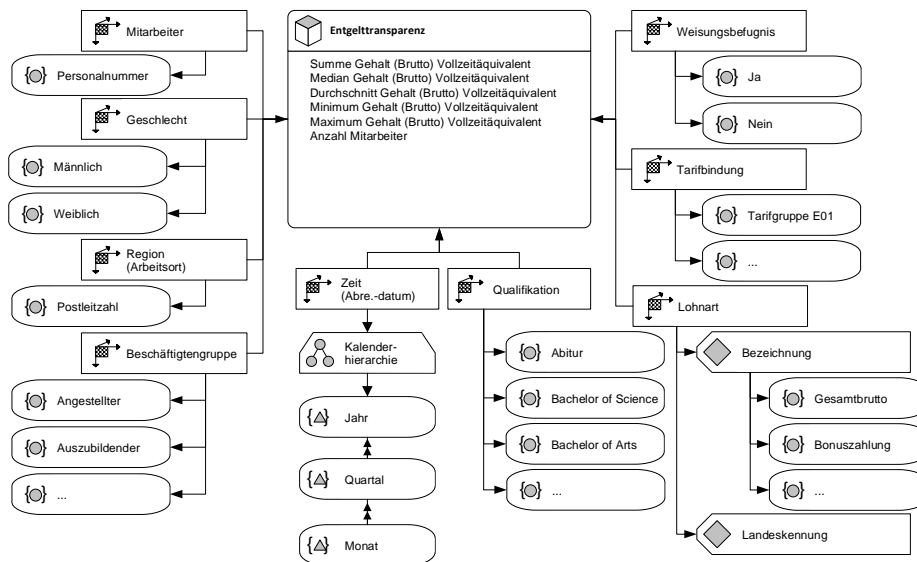 Mitarbeiter
Personalnummer
Geschlecht
Männlich
Weiblich
Region
(Arbeitsort)
Postleitzahl
Beschäftigtengruppe
Angestellter
Auszubildender
...
Entgelttransparenz
Summe Gehalt (Brutto) Vollzeitäquivalent
Median Gehalt (Brutto) Vollzeitäquivalent
Durchschnitt Gehalt (Brutto) Vollzeitäquivalent
Minimum Gehalt (Brutto) Vollzeitäquivalent
Maximum Gehalt (Brutto) Vollzeitäquivalent
Anzahl Mitarbeiter
Zeit
(Abre.-datum)
Kalender-
hierarchie
Jahr
Quartal
Monat
Qualifikation
Abitur
Bachelor of Science
Bachelor of Arts
...
Weisungsbefugnis
Ja
Nein
Tarifbindung
Tarifgruppe E01
...
Lohnart
Bezeichnung
Gesamtbrutto
Bonuszahlung
...
Landeskennung